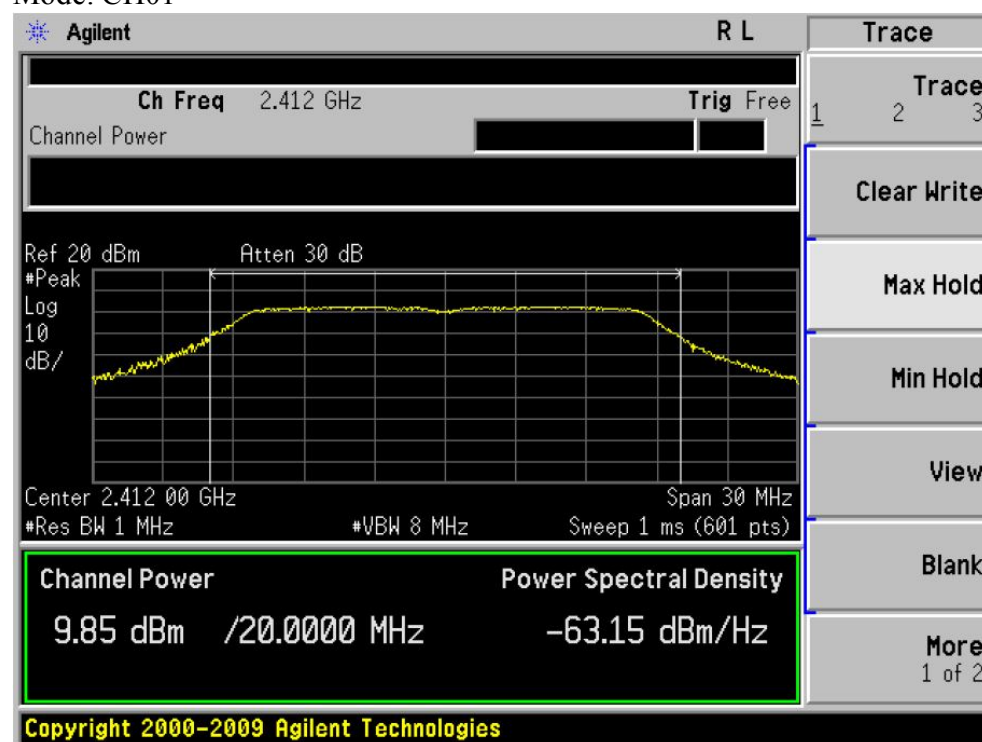 Agilent R L Trace
Ch Freq 2.412 GHz Trig Free
Channel Power
Trace
1 2 3
Clear Write
Ref 20 dBm Atten 30 dB
#Peak
Log
10
dB/
Max Hold
Min Hold
View
Center 2.412 00 GHz Span 30 MHz
#Res BW 1 MHz #VBW 8 MHz Sweep 1 ms (601 pts)
Blank
Channel Power Power Spectral Density
9.85 dBm /20.0000 MHz -63.15 dBm/Hz
More
1 of 2
Copyright 2000-2009 Agilent Technologies